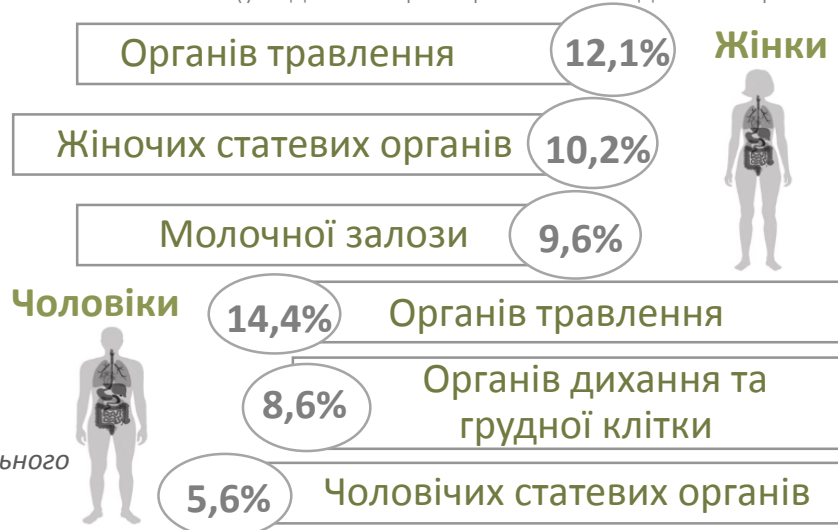 Органів травлення
12,1%
Жінки
Жіночих статевих органів
10,2%
Молочної залози
9,6%
Чоловіки
14,4%
Органів травлення
8,6%
Органів дихання та
грудної клітки
ьного
5,6%
Чоловічих статевих органів